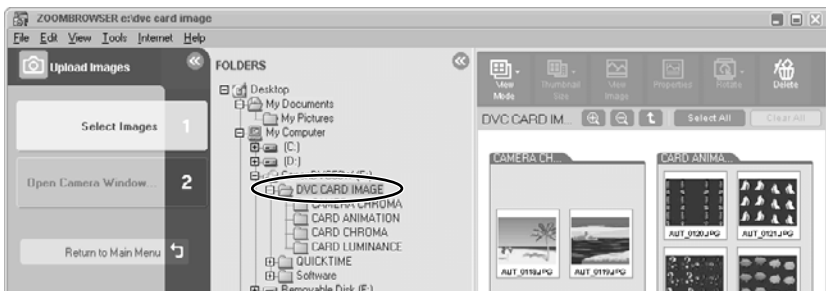 ZOOMBROWSER e:\dvc card image
File Edit View Tools Internet Help
Upload Images
Select Images 1
Open Camera Window... 2
Return to Main Menu
FOLDERS
Desktop
My Documents
My Pictures
My Computer
(C:)
(D:)
DVC CARD IMAGE
CAMERA CHROMA
CARD ANIMATION
CARD CHROMA
CARD LUMINANCE
QUICKTIME
Software
Removable Disk (F:)
View Mode
Thumbnail Size
View Image
Properties
Rotate
Delete
DVC CARD IM...
Select All
Clear All
CAMERA CH...
AUT_0118.JPG
AUT_0119.JPG
CARD ANIMA...
AUT_0120.JPG
AUT_0121.JPG